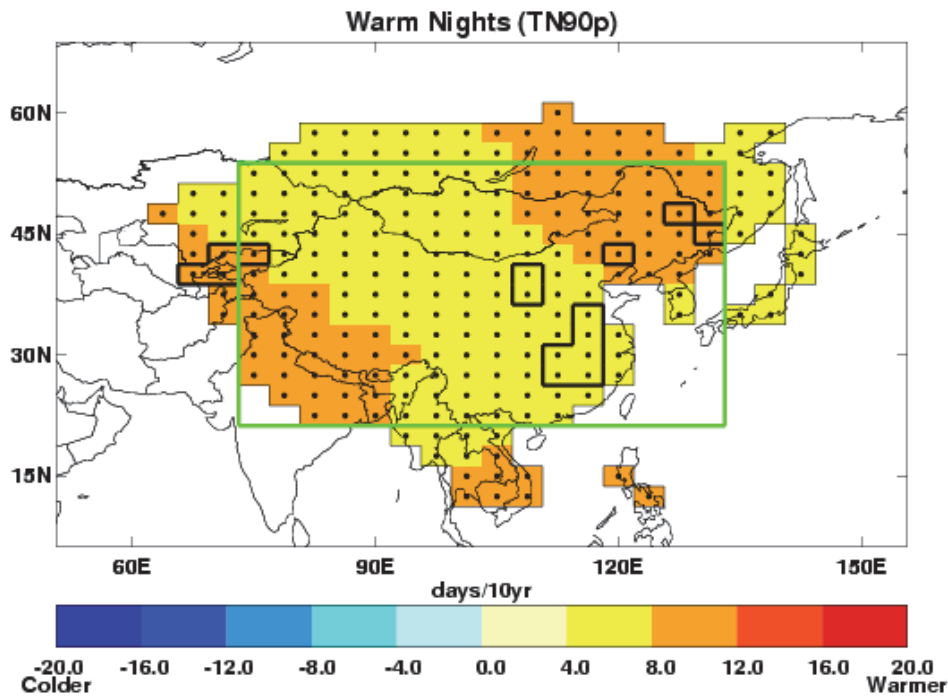 Warm Nights (TN90p)
60N
45N
30N
15N
60E 90E 120E 150E
days/10yr
-20.0 -16.0 -12.0 -8.0 -4.0 0.0 4.0 8.0 12.0 16.0 20.0
Colder Warmer